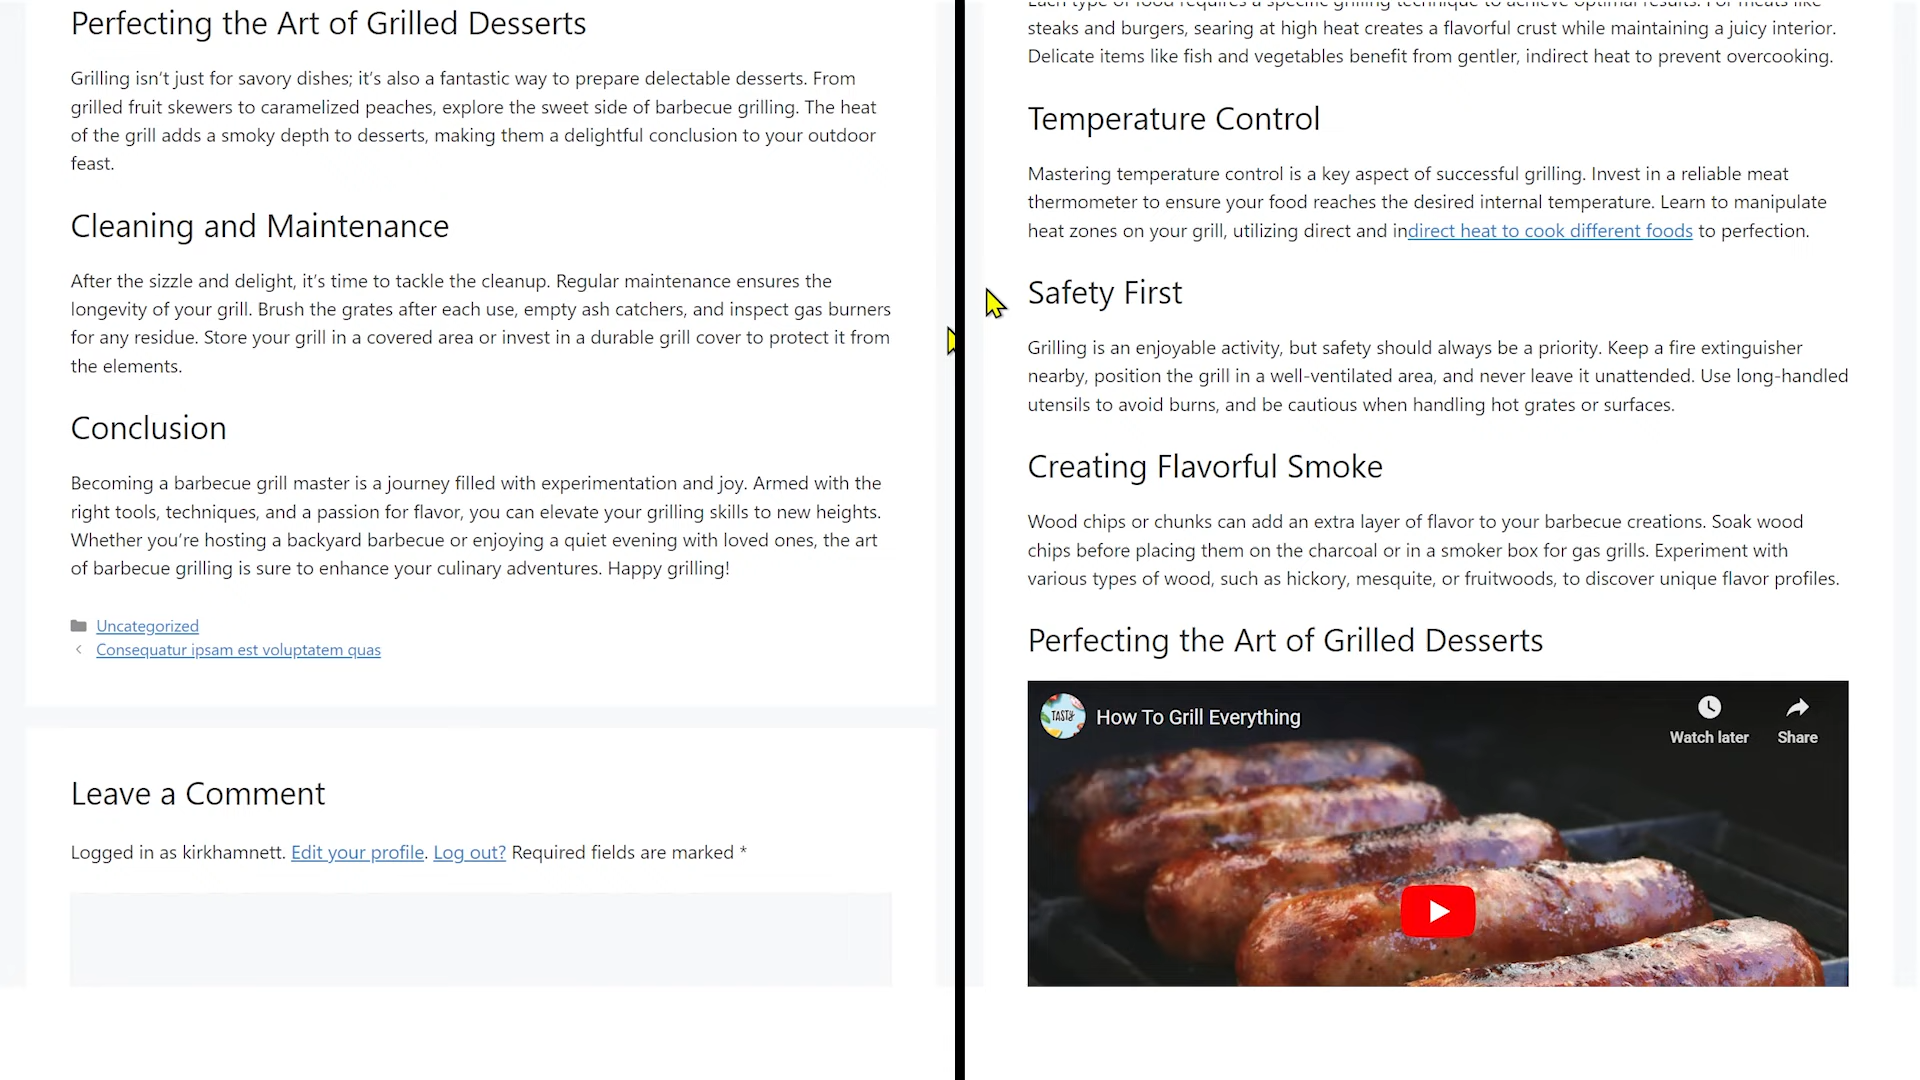 Perfecting the Art of Grilled Desserts
Grilling isn’t just for savory dishes; it’s also a fantastic way to prepare delectable desserts. From
grilled fruit skewers to caramelized peaches, explore the sweet side of barbecue grilling. The heat
of the grill adds a smoky depth to desserts, making them a delightful conclusion to your outdoor
feast.
Cleaning and Maintenance
After the sizzle and delight, it’s time to tackle the cleanup. Regular maintenance ensures the
longevity of your grill. Brush the grates after each use, empty ash catchers, and inspect gas burners
for any residue. Store your grill in a covered area or invest in a durable grill cover to protect it from
the elements.
Conclusion
Becoming a barbecue grill master is a journey filled with experimentation and joy. Armed with the
right tools, techniques, and a passion for flavor, you can elevate your grilling skills to new heights.
Whether you’re hosting a backyard barbecue or enjoying a quiet evening with loved ones, the art
of barbecue grilling is sure to enhance your culinary adventures. Happy grilling!
Uncategorized
Consequatur ipsam est voluptatem quas
Leave a Comment
Logged in as kirkhamnett. Edit your profile. Log out? Required fields are marked *
Each type of food requires a specific grilling technique to achieve optimal results. For meats like
steaks and burgers, searing at high heat creates a flavorful crust while maintaining a juicy interior.
Delicate items like fish and vegetables benefit from gentler, indirect heat to prevent overcooking.
Temperature Control
Mastering temperature control is a key aspect of successful grilling. Invest in a reliable meat
thermometer to ensure your food reaches the desired internal temperature. Learn to manipulate
heat zones on your grill, utilizing direct and indirect heat to cook different foods to perfection.
Safety First
Grilling is an enjoyable activity, but safety should always be a priority. Keep a fire extinguisher
nearby, position the grill in a well-ventilated area, and never leave it unattended. Use long-handled
utensils to avoid burns, and be cautious when handling hot grates or surfaces.
Creating Flavorful Smoke
Wood chips or chunks can add an extra layer of flavor to your barbecue creations. Soak wood
chips before placing them on the charcoal or in a smoker box for gas grills. Experiment with
various types of wood, such as hickory, mesquite, or fruitwoods, to discover unique flavor profiles.
Perfecting the Art of Grilled Desserts
TASTY
How To Grill Everything
Watch later
Share